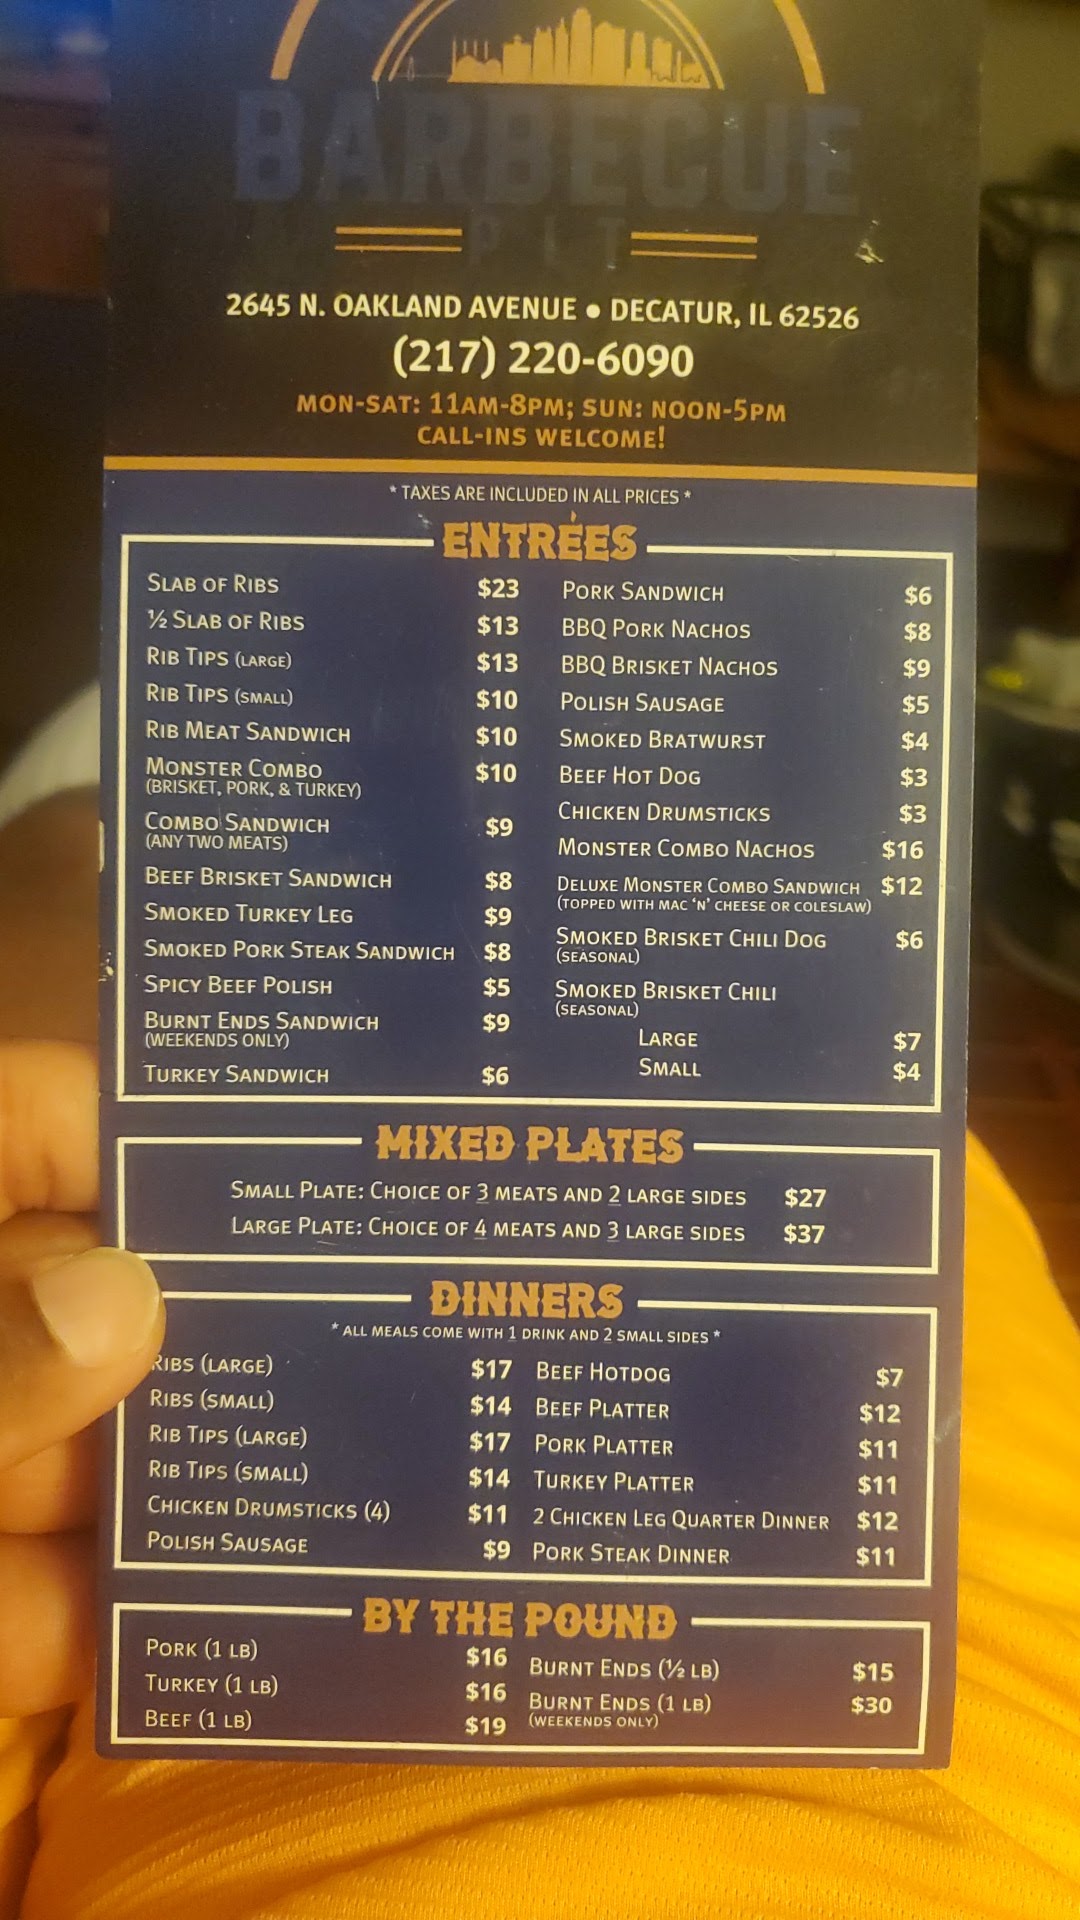 BARBECUE
PIT
2645 N. OAKLAND AVENUE • DECATUR, IL 62526
(217) 220-6090
MON-SAT: 11AM-8PM; SUN: NOON-5PM
CALL-INS WELCOME!
* TAXES ARE INCLUDED IN ALL PRICES *
ENTRÉES
SLAB OF RIBS $23
½ SLAB OF RIBS $13
RIB TIPS (LARGE) $13
RIB TIPS (SMALL) $10
RIB MEAT SANDWICH $10
MONSTER COMBO $10
(BRISKET, PORK, & TURKEY)
COMBO SANDWICH $9
(ANY TWO MEATS)
BEEF BRISKET SANDWICH $8
SMOKED TURKEY LEG $9
SMOKED PORK STEAK SANDWICH $8
SPICY BEEF POLISH $5
BURNT ENDS SANDWICH $9
(WEEKENDS ONLY)
TURKEY SANDWICH $6
PORK SANDWICH $6
BBQ PORK NACHOS $8
BBQ BRISKET NACHOS $9
POLISH SAUSAGE $5
SMOKED BRATWURST $4
BEEF HOT DOG $3
CHICKEN DRUMSTICKS $3
MONSTER COMBO NACHOS $16
DELUXE MONSTER COMBO SANDWICH $12
(TOPPED WITH MAC 'N' CHEESE OR COLESLAW)
SMOKED BRISKET CHILI DOG $6
(SEASONAL)
SMOKED BRISKET CHILI
(SEASONAL)
LARGE $7
SMALL $4
MIXED PLATES
SMALL PLATE: CHOICE OF 3 MEATS AND 2 LARGE SIDES $27
LARGE PLATE: CHOICE OF 4 MEATS AND 3 LARGE SIDES $37
DINNERS
* ALL MEALS COME WITH 1 DRINK AND 2 SMALL SIDES *
RIBS (LARGE) $17
RIBS (SMALL) $14
RIB TIPS (LARGE) $17
RIB TIPS (SMALL) $14
CHICKEN DRUMSTICKS (4) $11
POLISH SAUSAGE $9
BEEF HOTDOG $7
BEEF PLATTER $12
PORK PLATTER $11
TURKEY PLATTER $11
2 CHICKEN LEG QUARTER DINNER $12
PORK STEAK DINNER $11
BY THE POUND
PORK (1 LB) $16
TURKEY (1 LB) $16
BEEF (1 LB) $19
BURNT ENDS (½ LB) $15
BURNT ENDS (1 LB) $30
(WEEKENDS ONLY)